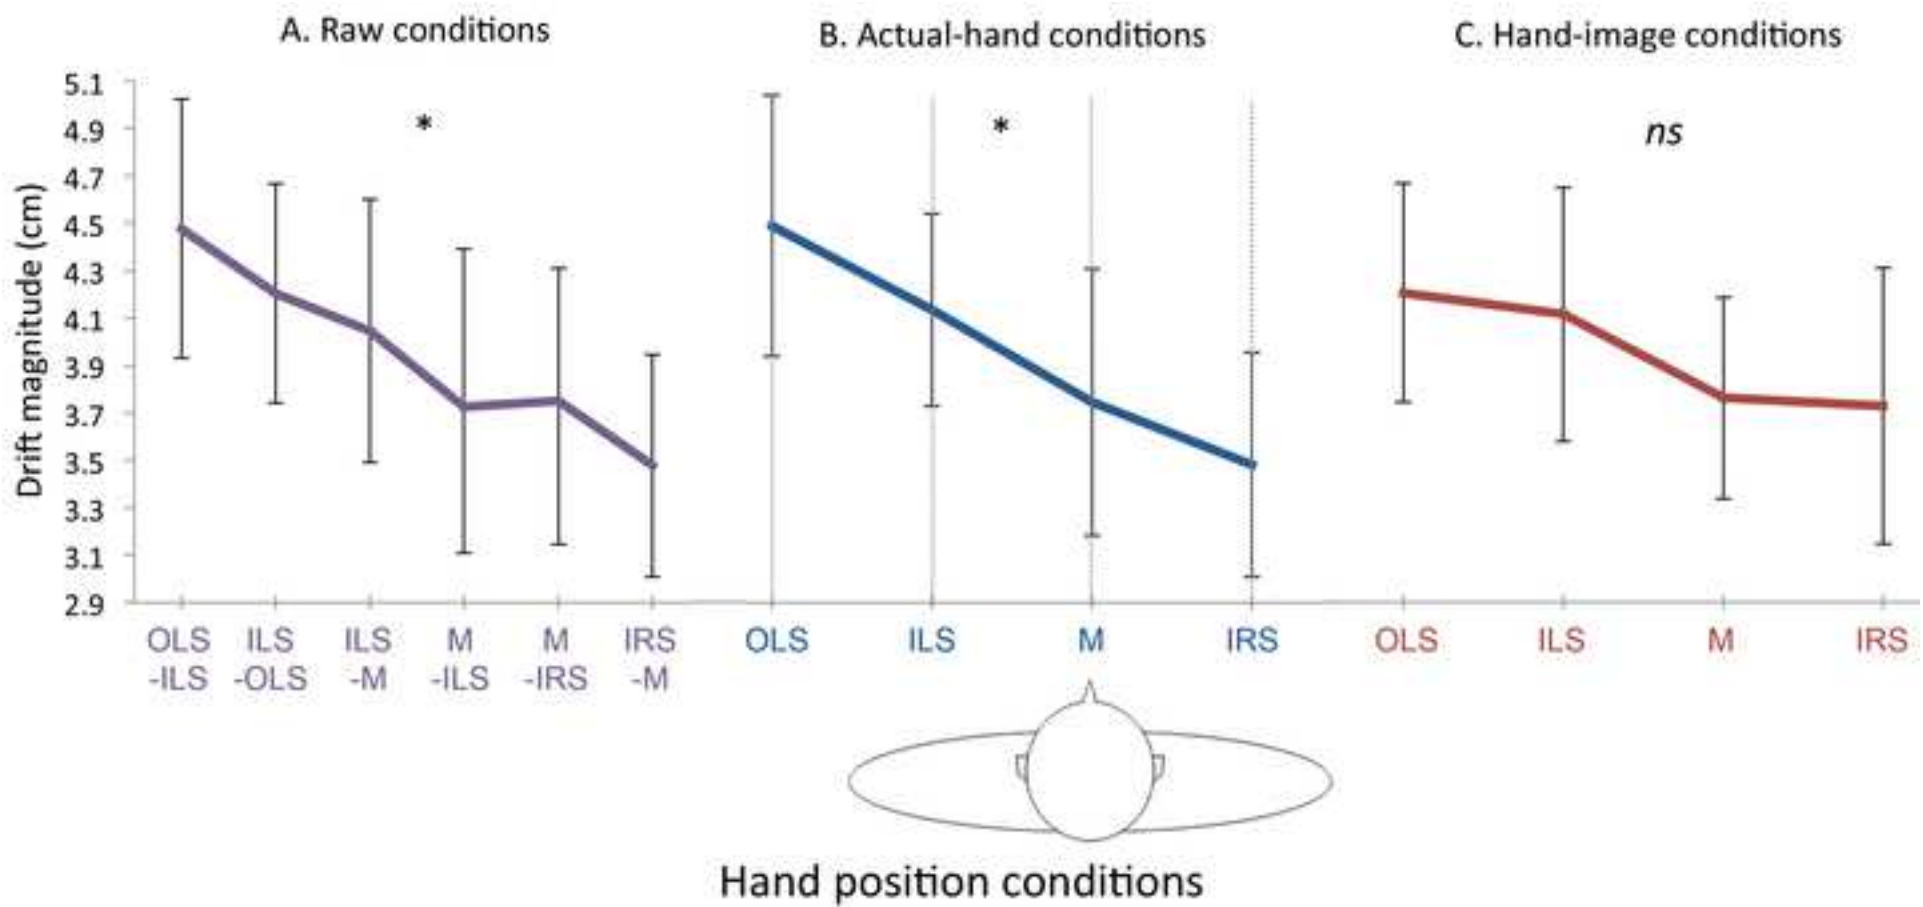 A. Raw conditions
B. Actual-hand conditions
C. Hand-image conditions
Drift magnitude (cm)
5.1
4.9
4.7
4.5
4.3
4.1
3.9
3.7
3.5
3.3
3.1
2.9
*
*
ns
OLS ILS ILS M M IRS
-ILS -OLS -M -ILS -IRS -M
OLS ILS M IRS
OLS ILS M IRS
Hand position conditions